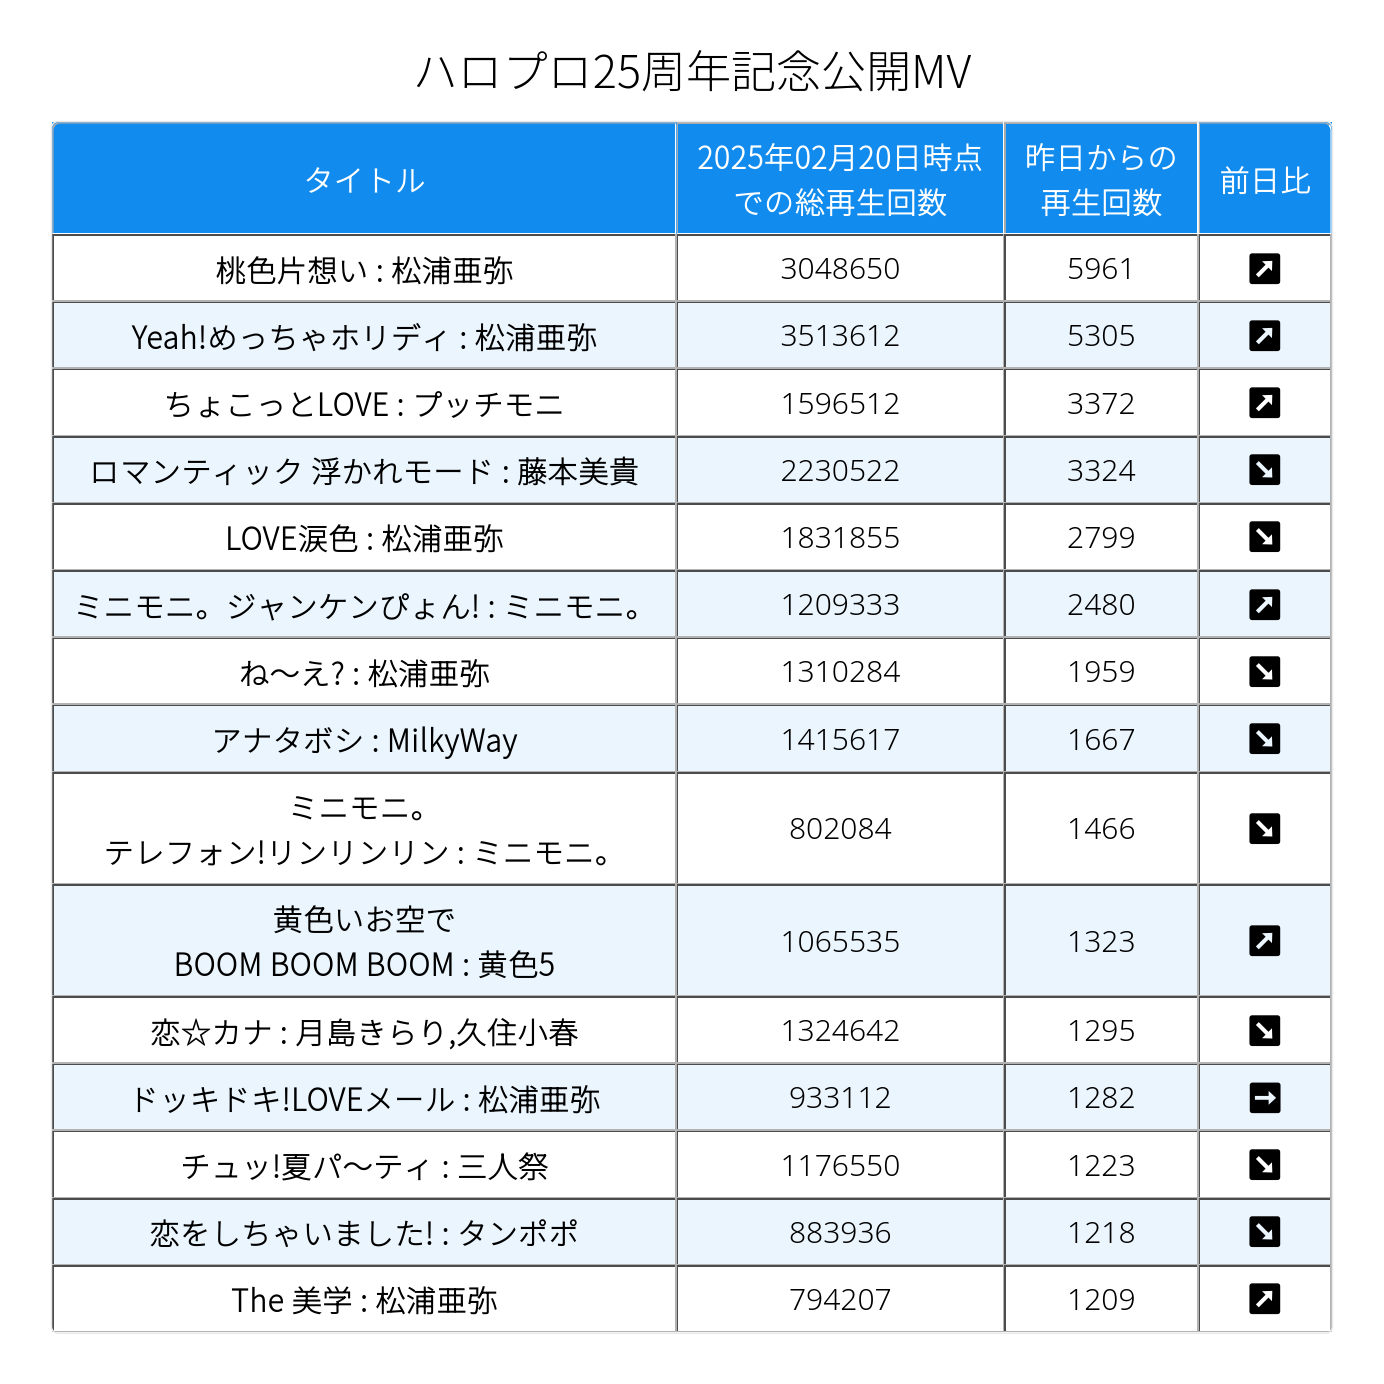 ハロプロ25周年記念公開MV
タイトル
2025年02月20日時点
での総再生回数
昨日からの
再生回数
前日比
桃色片想い : 松浦亜弥 3048650 5961 ↗
Yeah!めっちゃホリディ : 松浦亜弥 3513612 5305 ↗
ちょこっとLOVE : プッチモニ 1596512 3372 ↗
ロマンティック 浮かれモード : 藤本美貴 2230522 3324 ↘
LOVE涙色 : 松浦亜弥 1831855 2799 ↘
ミニモニ。ジャンケンぴょん! : ミニモニ。 1209333 2480 ↗
ね～え? : 松浦亜弥 1310284 1959 ↘
アナタボシ : MilkyWay 1415617 1667 ↘
ミニモニ。
テレフォン!リンリンリン : ミニモニ。 802084 1466 ↘
黄色いお空で
BOOM BOOM BOOM : 黄色5 1065535 1323 ↗
恋☆カナ : 月島きらり,久住小春 1324642 1295 ↘
ドッキドキ!LOVEメール : 松浦亜弥 933112 1282 →
チュッ!夏パ～ティ : 三人祭 1176550 1223 ↘
恋をしちゃいました! : タンポポ 883936 1218 ↘
The 美学 : 松浦亜弥 794207 1209 ↗